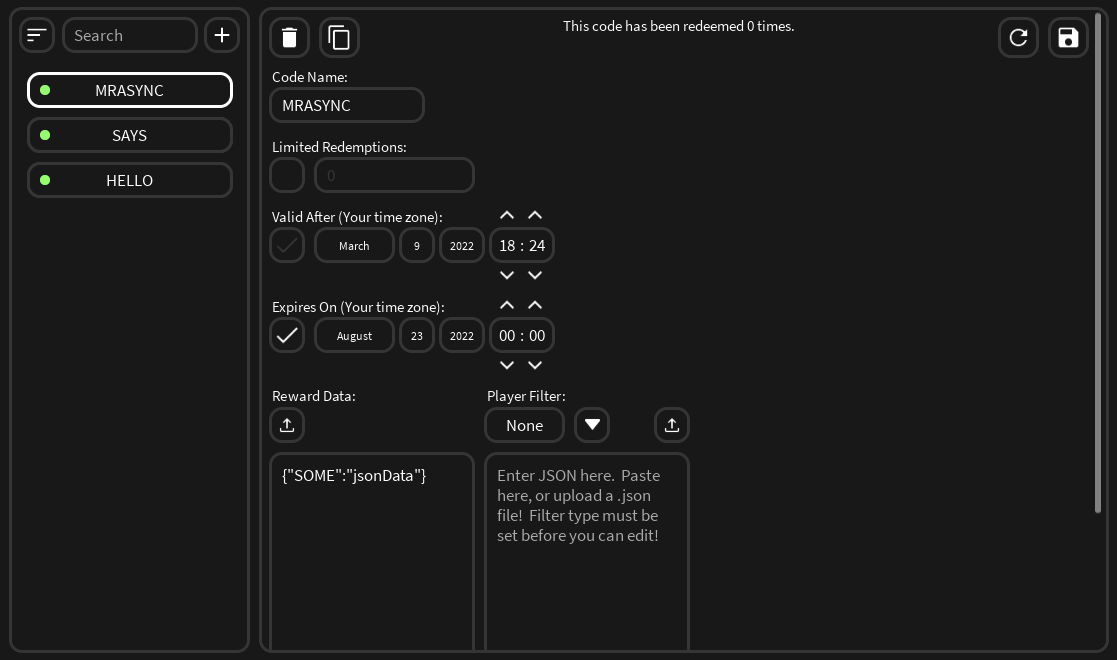 Search
MRASYNC
SAYS
HELLO
This code has been redeemed 0 times.
Code Name:
MRASYNC
Limited Redemptions:
0
Valid After (Your time zone):
March 9 2022 18 : 24
Expires On (Your time zone):
August 23 2022 00 : 00
Reward Data:
{"SOME":"jsonData"}
Player Filter:
None
Enter JSON here.  Paste
here, or upload a .json
file!  Filter type must be
set before you can edit!